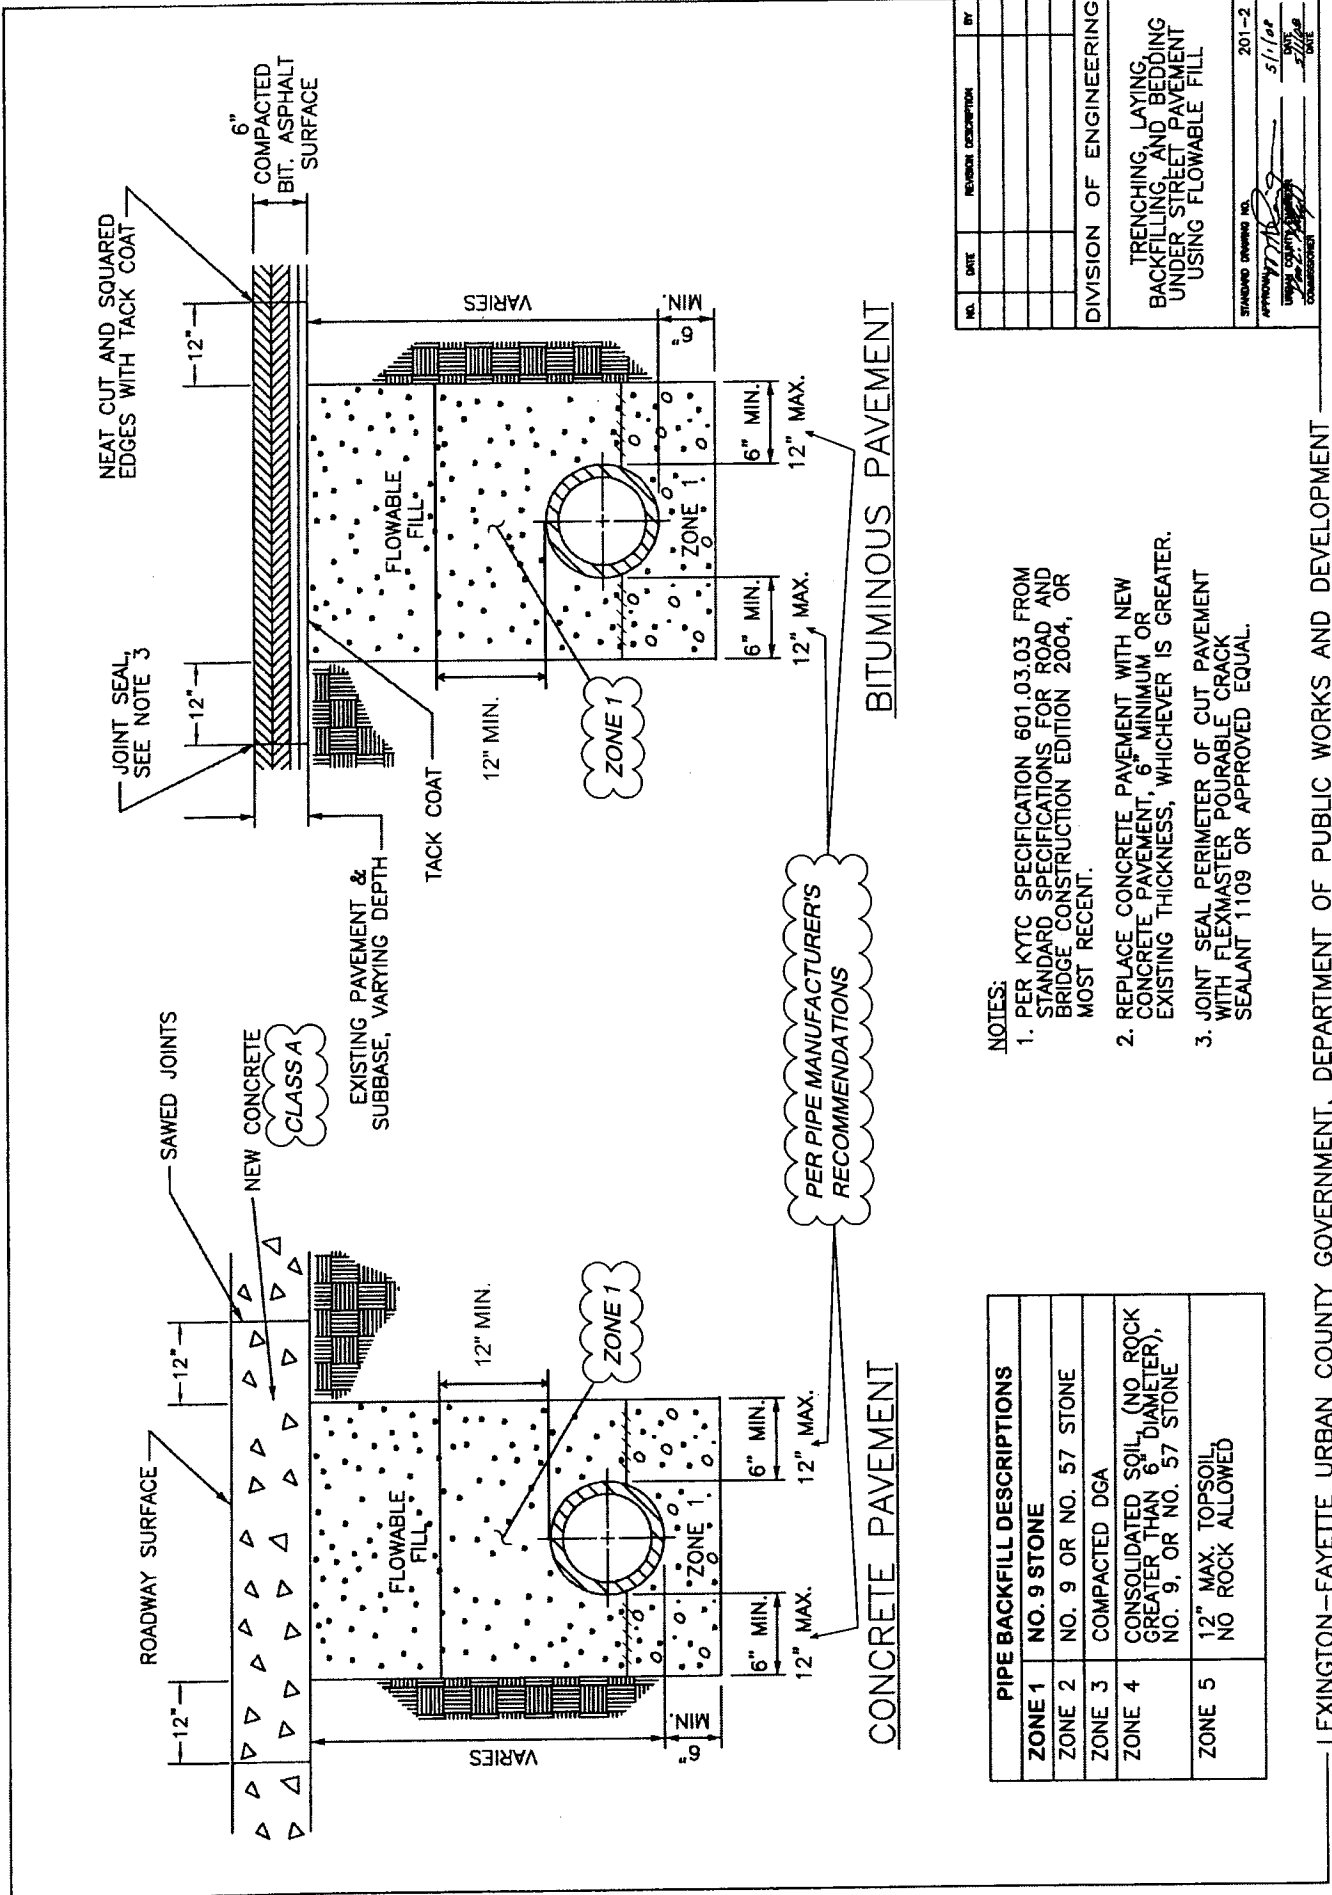 ROADWAY SURFACE
SAWED JOINTS
NEW CONCRETE
CLASS A
12"
12"
FLOWABLE
FILL
12" MIN.
ZONE 1
ZONE 1
VARIES
6"
MIN.
6" MIN.
12" MAX.
6" MIN.
12" MAX.
CONCRETE PAVEMENT
EXISTING PAVEMENT &
SUBBASE, VARYING DEPTH
TACK COAT
JOINT SEAL,
SEE NOTE 3
NEAT CUT AND SQUARED
EDGES WITH TACK COAT
6"
COMPACTED
BIT. ASPHALT
SURFACE
12"
12"
FLOWABLE
FILL
12" MIN.
ZONE 1
ZONE 1
VARIES
6"
MIN.
6" MIN.
12" MAX.
6" MIN.
12" MAX.
BITUMINOUS PAVEMENT
PER PIPE MANUFACTURER'S
RECOMMENDATIONS
PIPE BACKFILL DESCRIPTIONS
ZONE 1 NO. 9 STONE
ZONE 2 NO. 9 OR NO. 57 STONE
ZONE 3 COMPACTED DGA
ZONE 4 CONSOLIDATED SOIL, (NO ROCK
GREATER THAN 6" DIAMETER),
NO. 9, OR NO. 57 STONE
ZONE 5 12" MAX. TOPSOIL,
NO ROCK ALLOWED
NOTES:
1. PER KYTC SPECIFICATION 601.03.03 FROM
STANDARD SPECIFICATIONS FOR ROAD AND
BRIDGE CONSTRUCTION EDITION 2004, OR
MOST RECENT.
2. REPLACE CONCRETE PAVEMENT WITH NEW
CONCRETE PAVEMENT, 6" MINIMUM OR
EXISTING THICKNESS, WHICHEVER IS GREATER.
3. JOINT SEAL PERIMETER OF CUT PAVEMENT
WITH FLEXMASTER POURABLE CRACK
SEALANT 1109 OR APPROVED EQUAL.
NO. DATE REVISION DESCRIPTION BY
DIVISION OF ENGINEERING
TRENCHING, LAYING,
BACKFILLING, AND BEDDING
UNDER STREET PAVEMENT
USING FLOWABLE FILL
STANDARD DRAWING NO. 201-2
APPROVAL 5/1/08
URBAN COUNTY ENGINEER DATE
COMMISSIONER DATE
LEXINGTON-FAYETTE URBAN COUNTY GOVERNMENT, DEPARTMENT OF PUBLIC WORKS AND DEVELOPMENT